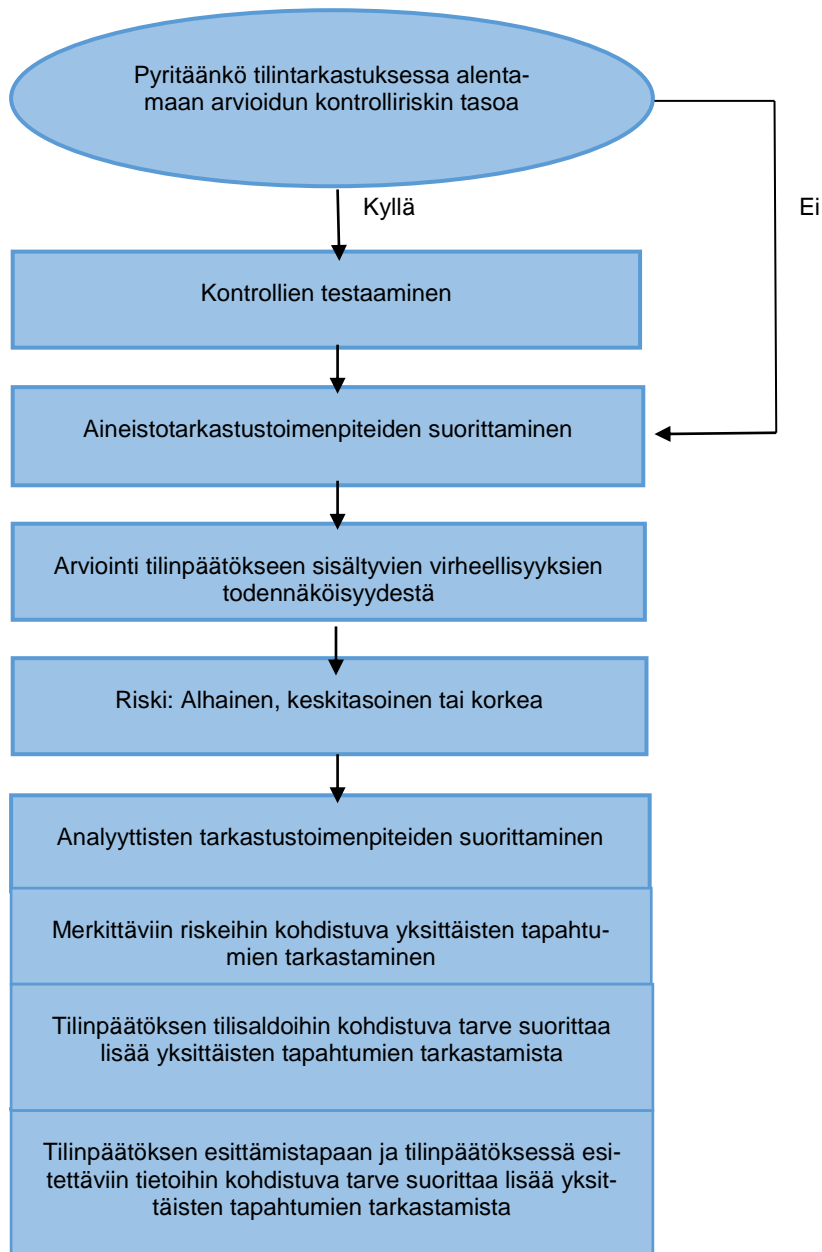 Pyritäänkö tilintarkastuksessa alenta-
maan arvioidun kontrolliriskin tasoa
Kyllä
Ei
Kontrollien testaaminen
Aineistotarkastustoimenpiteiden suorittaminen
Arviointi tilinpäätökseen sisältyvien virheellisyyksien
todennäköisyydestä
Riski: Alhainen, keskitasoinen tai korkea
Analyyttisten tarkastustoimenpiteiden suorittaminen
Merkittäviin riskeihin kohdistuva yksittäisten tapahtu-
mien tarkastaminen
Tilinpäätöksen tilisaldoihin kohdistuva tarve suorittaa
lisää yksittäisten tapahtumien tarkastamista
Tilinpäätöksen esittämistapaan ja tilinpäätöksessä esi-
tettäviin tietoihin kohdistuva tarve suorittaa lisää yksit-
täisten tapahtumien tarkastamista